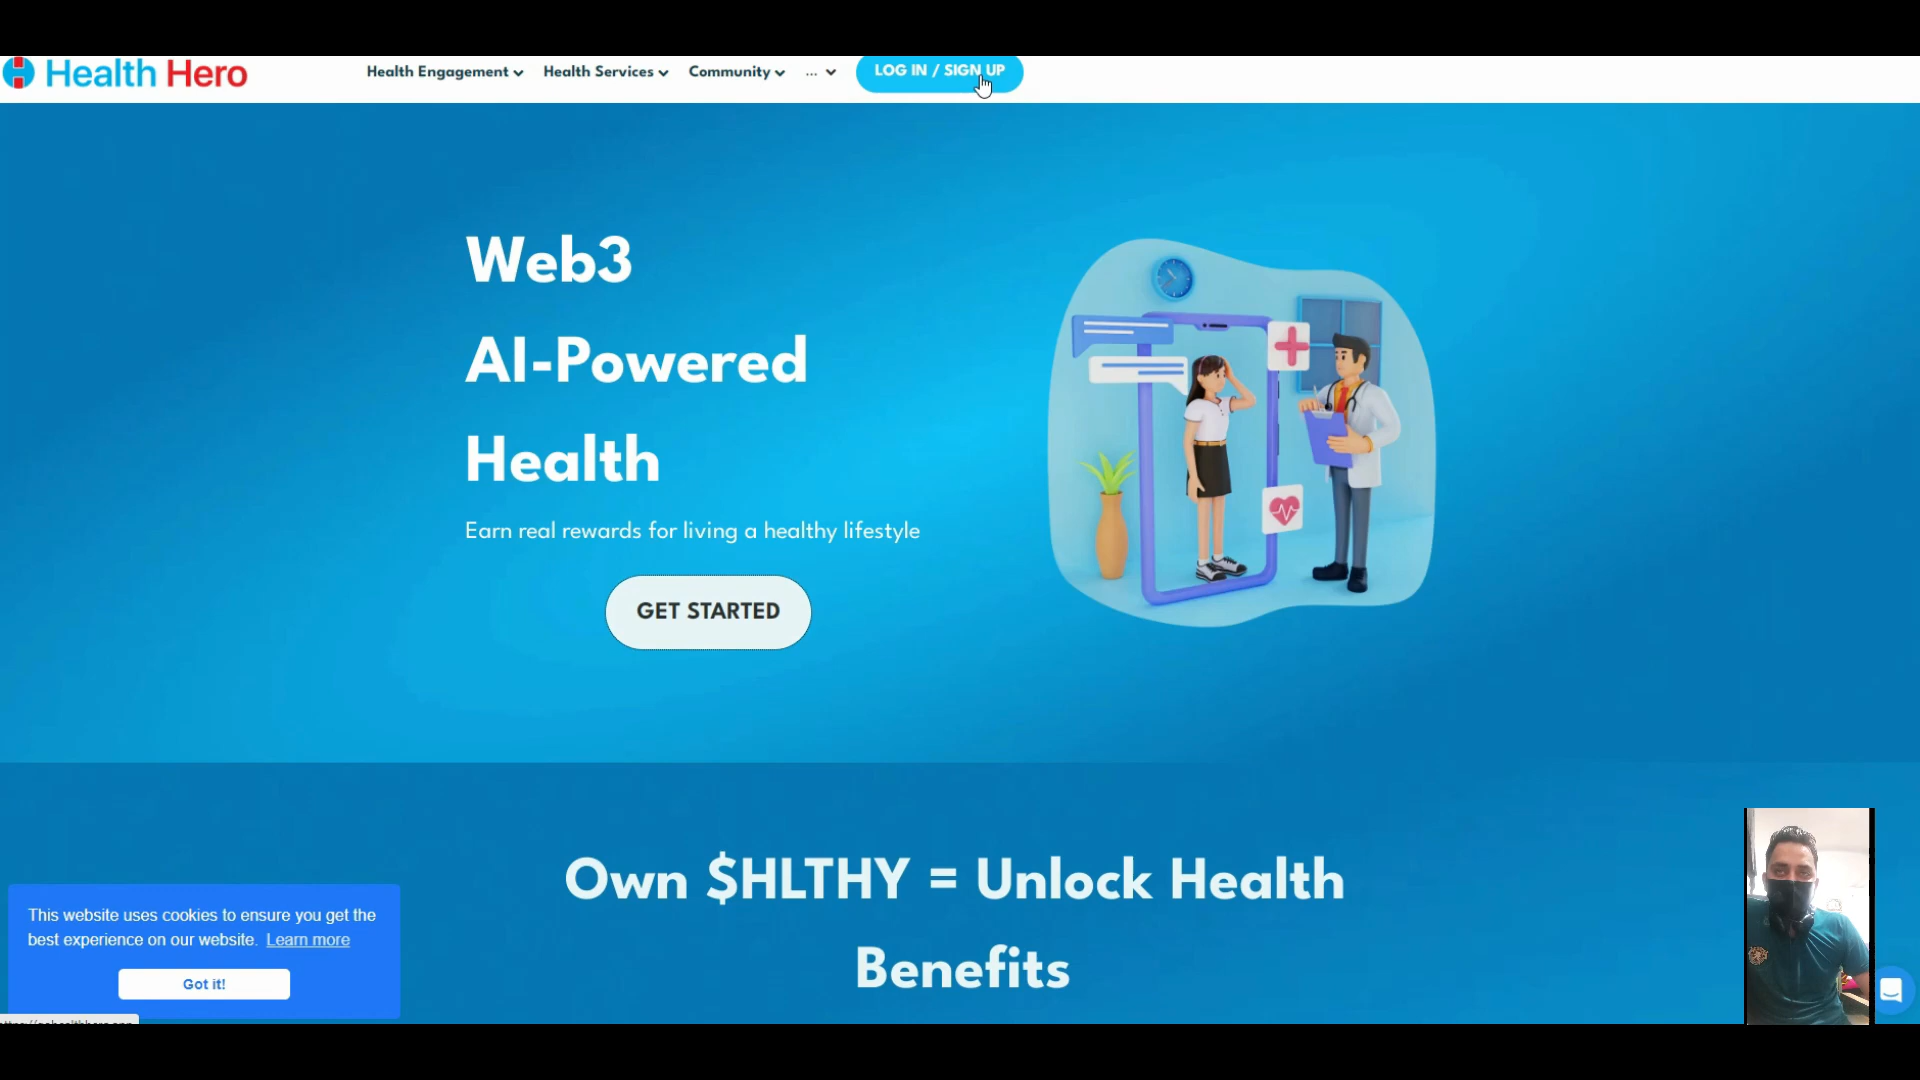 Health Hero
Health Engagement
Health Services
Community
...
LOG IN / SIGN UP
Web3
AI-Powered
Health
Earn real rewards for living a healthy lifestyle
GET STARTED
Own $HLTHY = Unlock Health
Benefits
This website uses cookies to ensure you get the
best experience on our website. Learn more
Got it!